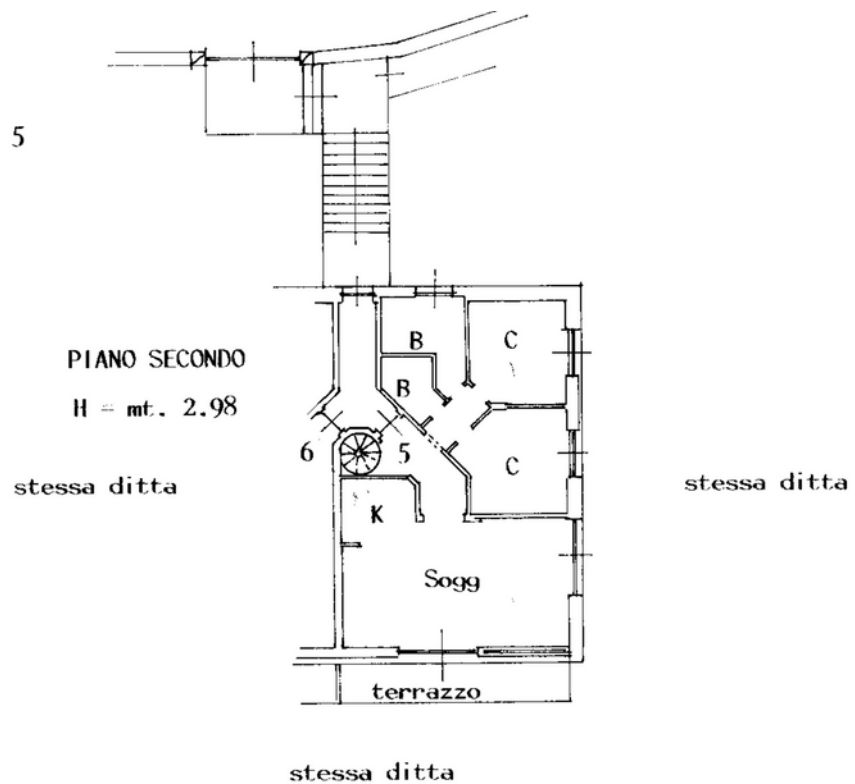 5
B
C
PIANO SECONDO
B
H = mt. 2.98
6
5
C
stessa ditta
stessa ditta
K
Sogg
terrazzo
stessa ditta